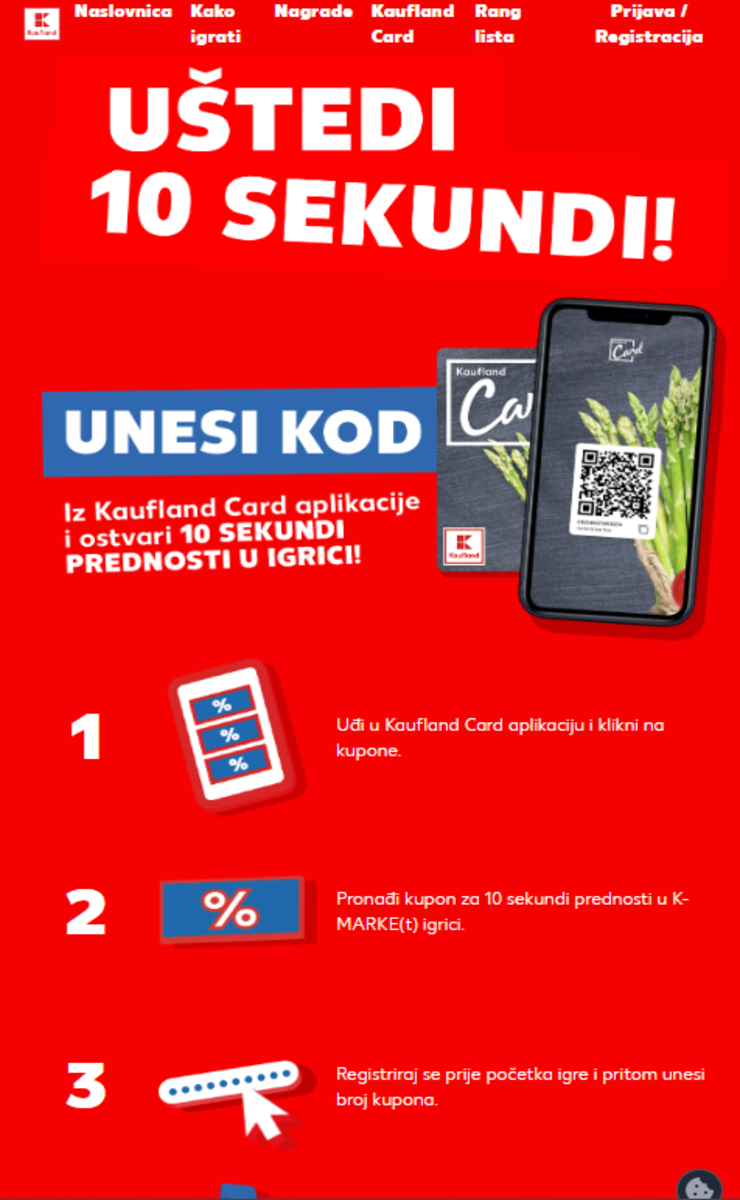 Naslovnica
Kako
igrati
Nagrade
Kaufland
Card
Rang
lista
Prijava /
Registracija
Kaufland
UŠTEDI
10 SEKUNDI!
UNESI KOD
Iz Kaufland Card aplikacije
i ostvari 10 SEKUNDI
PREDNOSTI U IGRICI!
Kaufland
Ca
Kaufland
Card
1
%
%
%
Uđi u Kaufland Card aplikaciju i klikni na
kupone.
2
%
Pronađi kupon za 10 sekundi prednosti u K-
MARKE(t) igrici.
3
Registriraj se prije početka igre i pritom unesi
broj kupona.